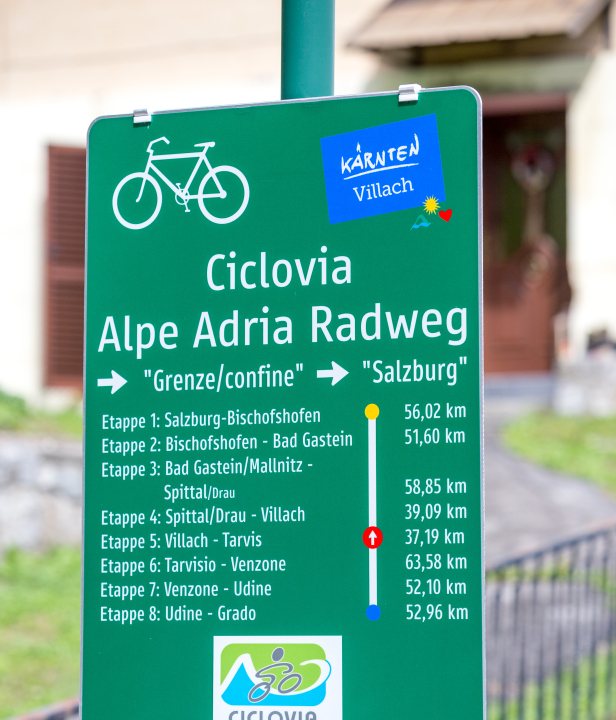 KÄRNTEN
Villach
Ciclovia
Alpe Adria Radweg
→ "Grenze/confine" → "Salzburg"
Etappe 1: Salzburg-Bischofshofen 56,02 km
Etappe 2: Bischofshofen - Bad Gastein 51,60 km
Etappe 3: Bad Gastein/Mallnitz -
Spittal/Drau 58,85 km
Etappe 4: Spittal/Drau - Villach 39,09 km
Etappe 5: Villach - Tarvis 37,19 km
Etappe 6: Tarvisio - Venzone 63,58 km
Etappe 7: Venzone - Udine 52,10 km
Etappe 8: Udine - Grado 52,96 km
CICLOVIA